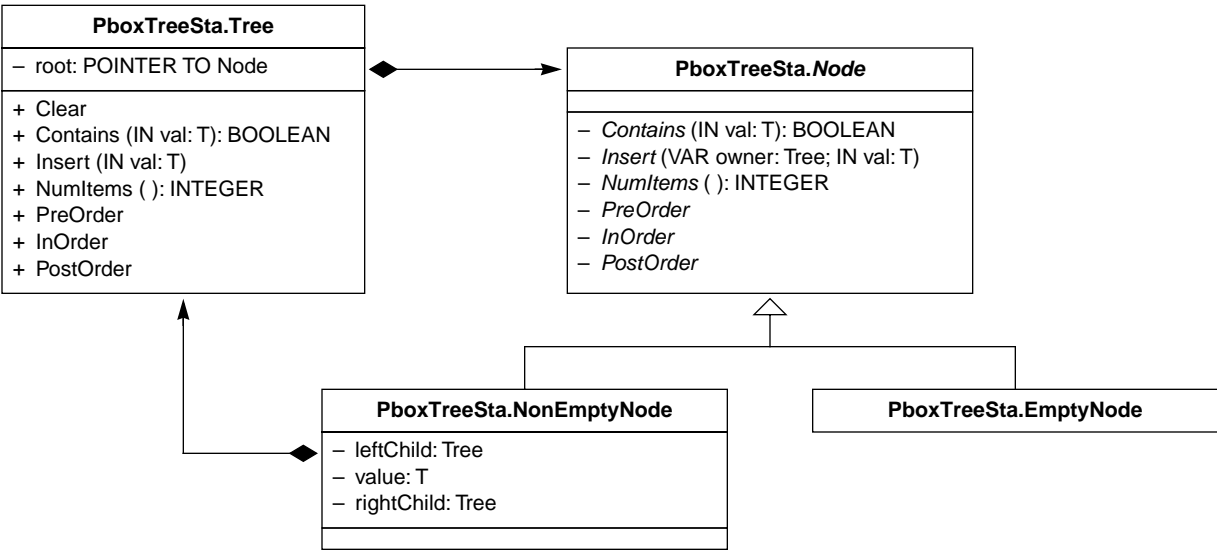 PboxTreeSta.Tree
– root: POINTER TO Node
+ Clear
+ Contains (IN val: T): BOOLEAN
+ Insert (IN val: T)
+ NumItems ( ): INTEGER
+ PreOrder
+ InOrder
+ PostOrder
PboxTreeSta.Node
– Contains (IN val: T): BOOLEAN
– Insert (VAR owner: Tree; IN val: T)
– NumItems ( ): INTEGER
– PreOrder
– InOrder
– PostOrder
PboxTreeSta.NonEmptyNode
– leftChild: Tree
– value: T
– rightChild: Tree
PboxTreeSta.EmptyNode